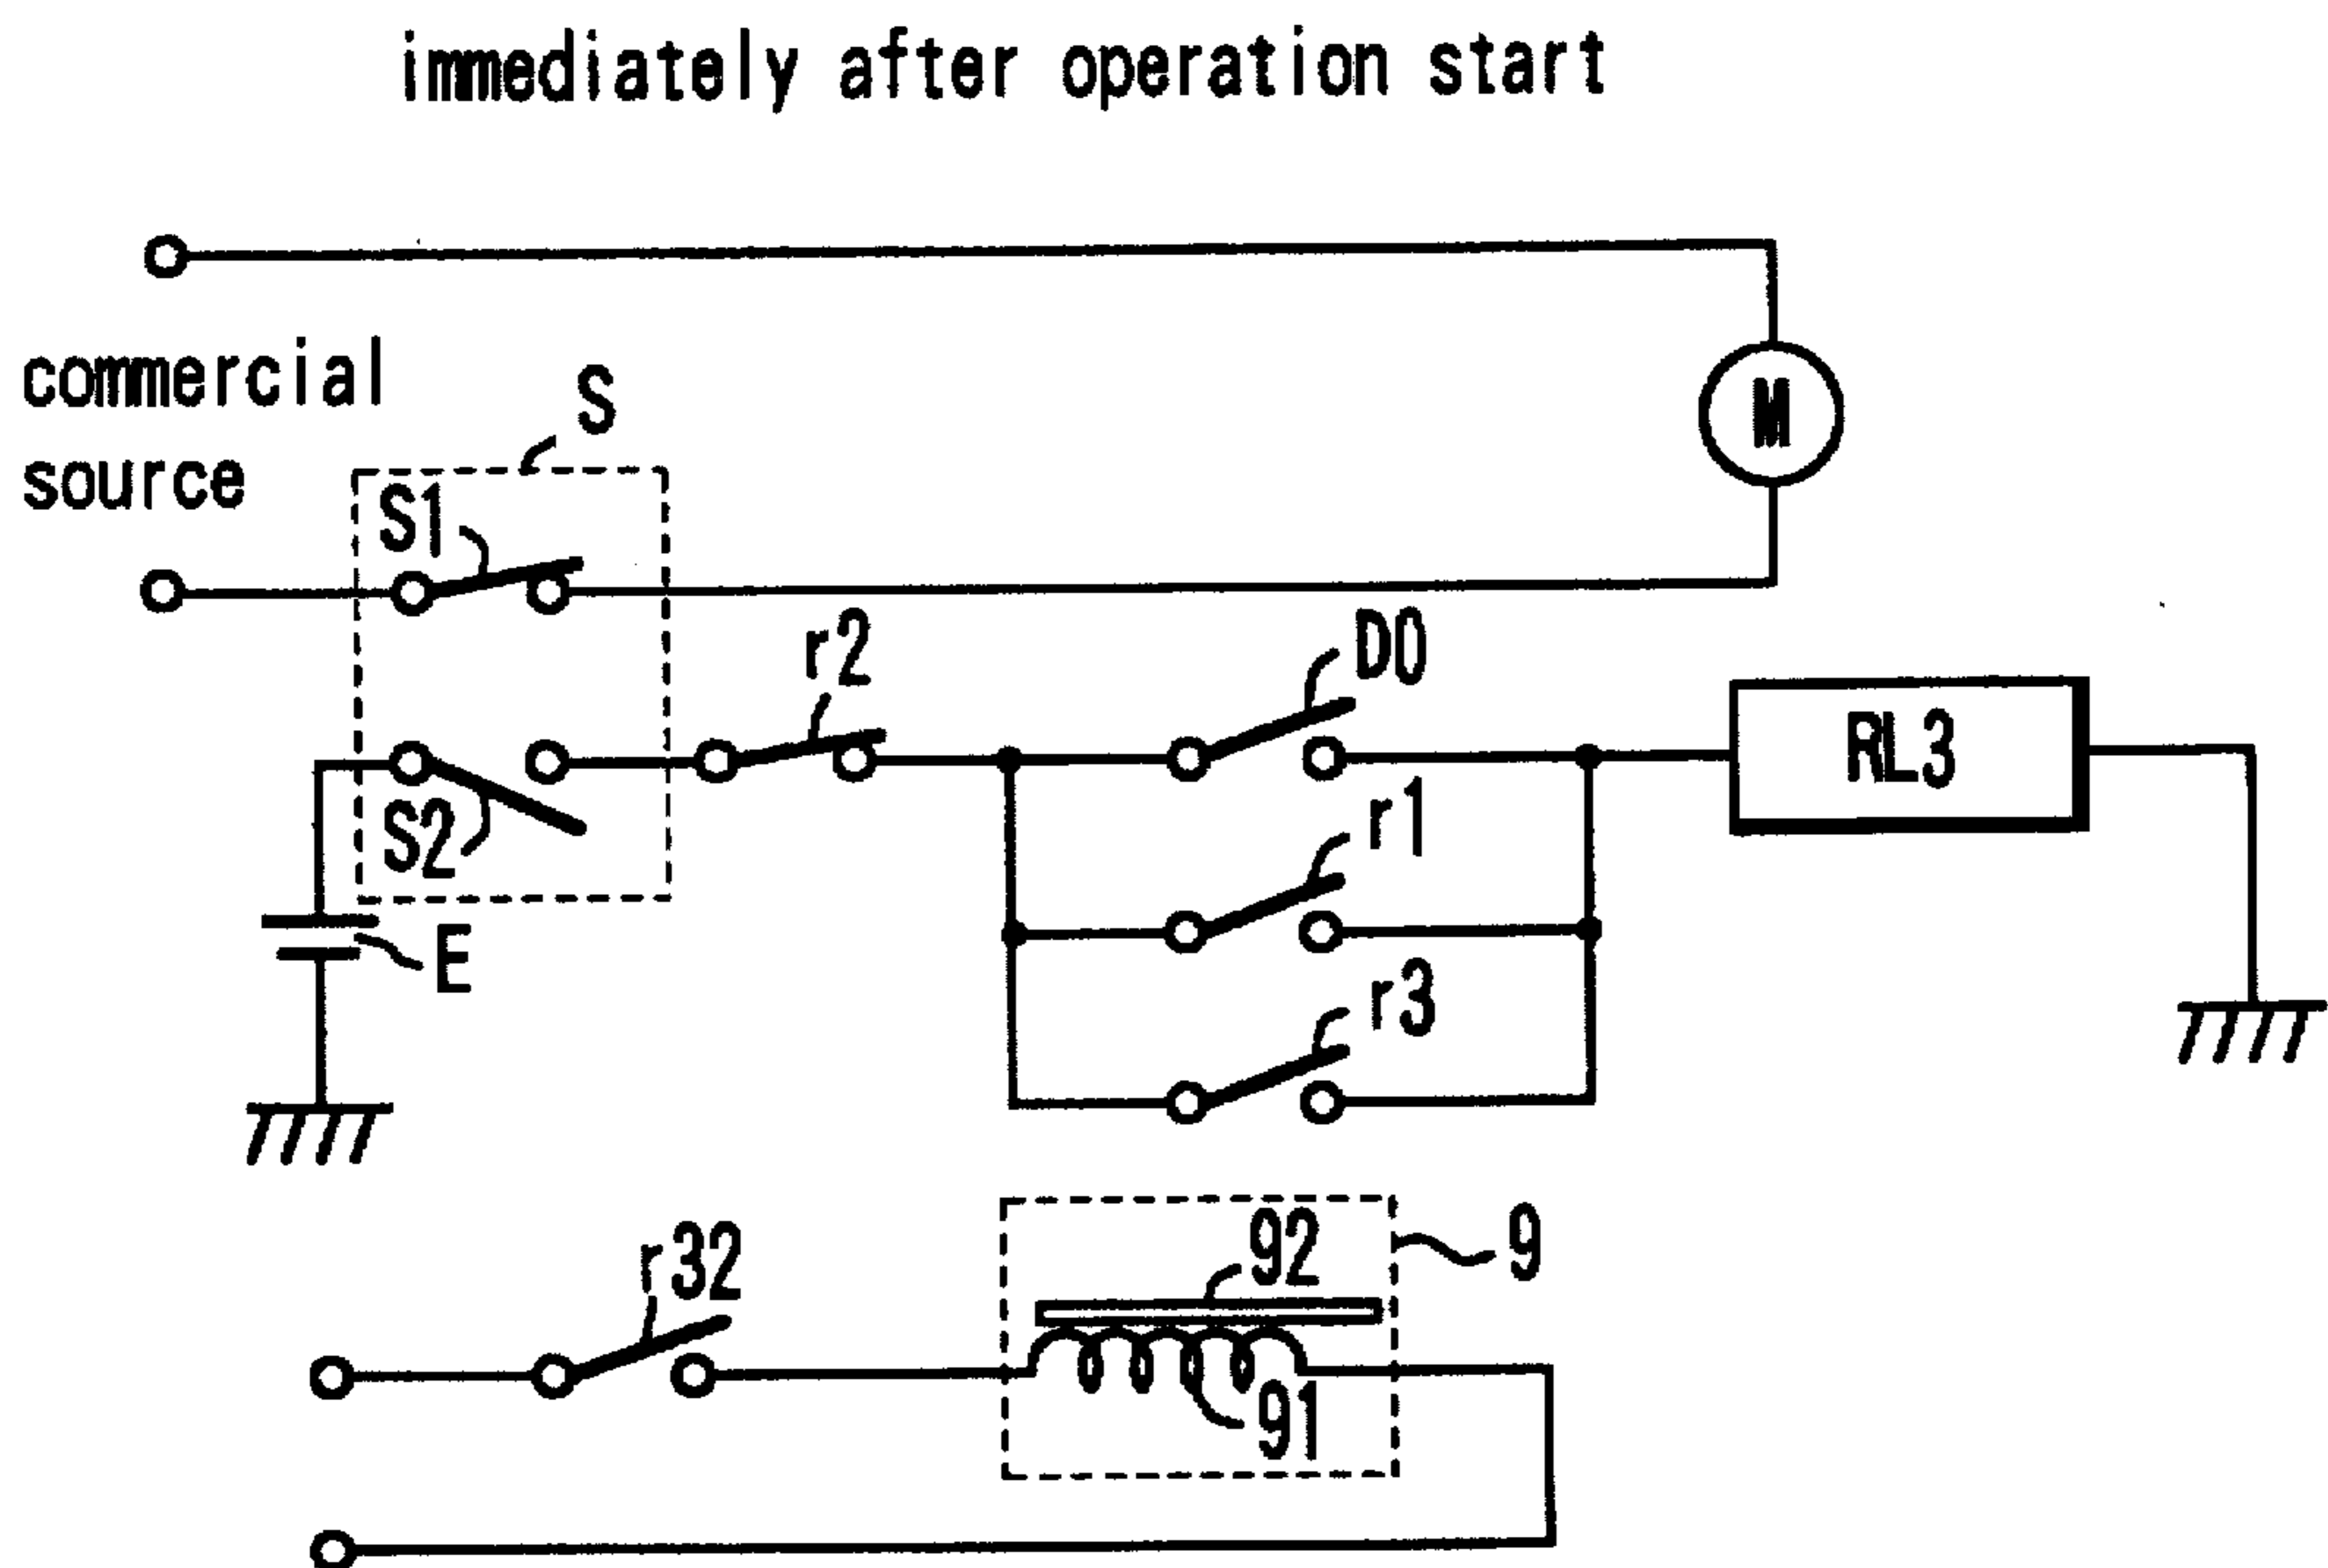 immediately after operation start
commercial
source
S
S1
M
r2
D0
RL3
S2
r1
E
r3
r32
92
9
91